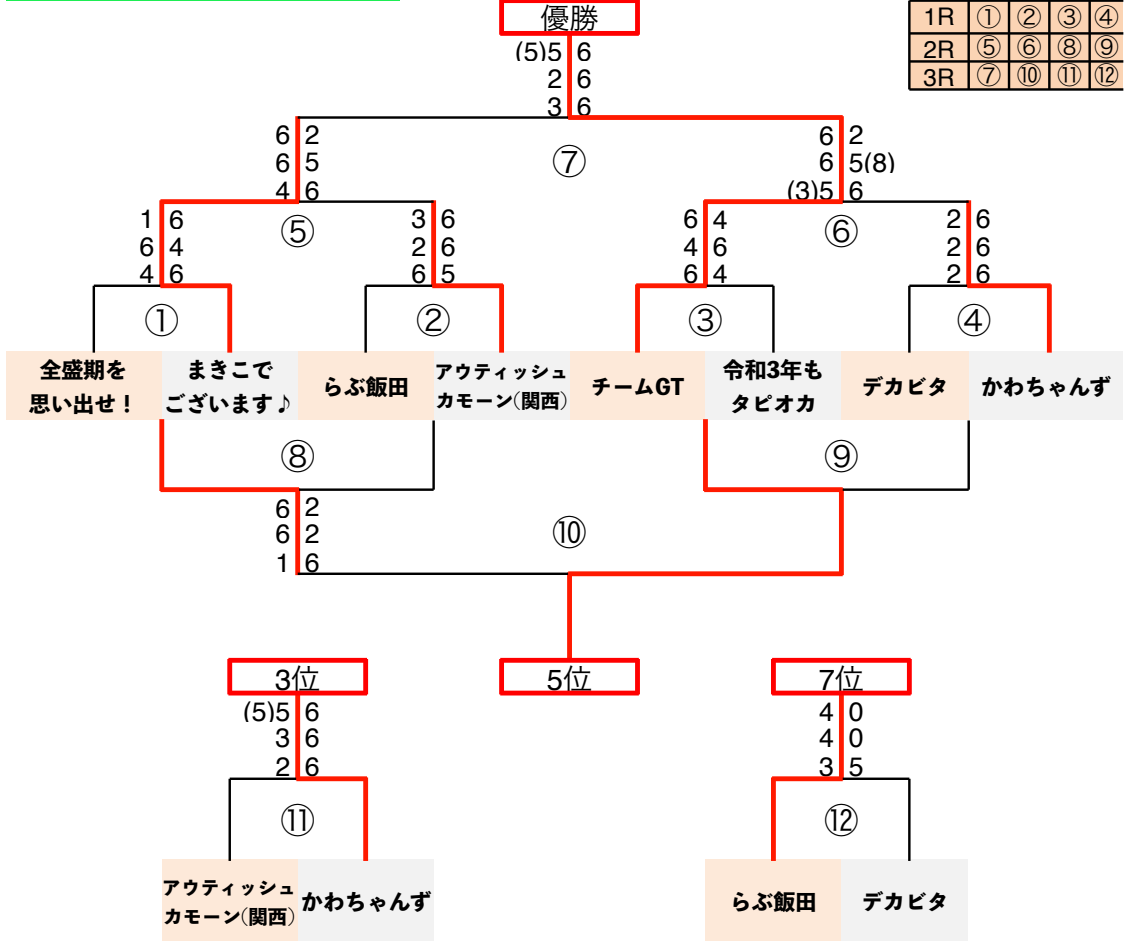 優勝
1R ① ② ③ ④
2R ⑤ ⑥ ⑧ ⑨
3R ⑦ ⑩ ⑪ ⑫
(5)5 6
2 6
3 6
6 2
6 5
4 6
⑦
6 2
6 5(8)
(3)5 6
1 6
6 4
4 6
⑤
3 6
2 6
6 5
6 4
4 6
6 4
⑥
2 6
2 6
2 6
①
②
③
④
全盛期を
思い出せ！
まきこで
ございます♪
らぶ飯田
アウティッシュ
カモーン(関西)
チームGT
令和3年も
タピオカ
デカビタ
かわちゃんず
⑧
⑨
6 2
6 2
1 6
⑩
3位
5位
7位
(5)5 6
3 6
2 6
4 0
4 0
3 5
⑪
⑫
アウティッシュ
カモーン(関西)
かわちゃんず
らぶ飯田
デカビタ